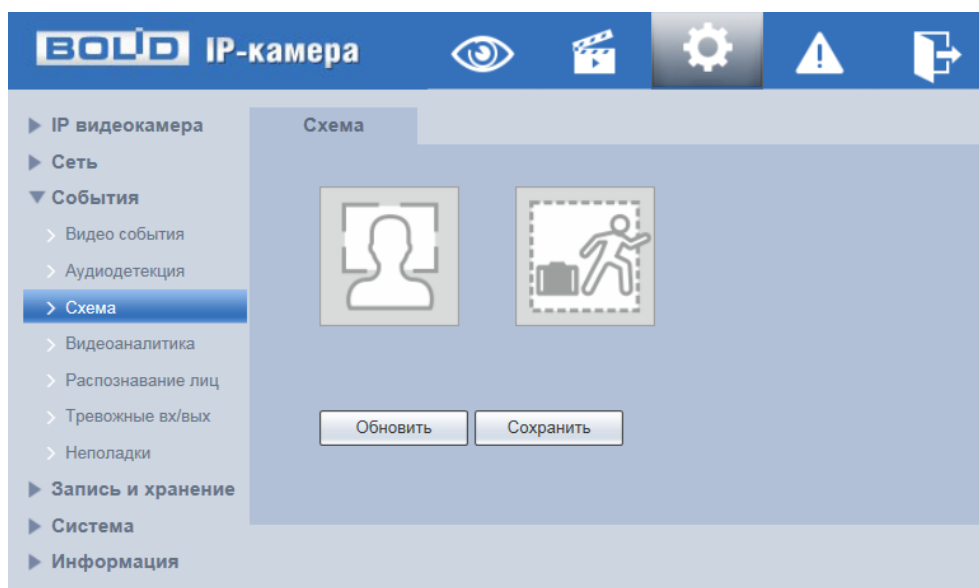 BOLID IP-камера
IP видеокамера
Сеть
События
Видео события
Аудиодетекция
Схема
Видеоаналитика
Распознавание лиц
Тревожные вх/вых
Неполадки
Запись и хранение
Система
Информация
Схема
Обновить Сохранить